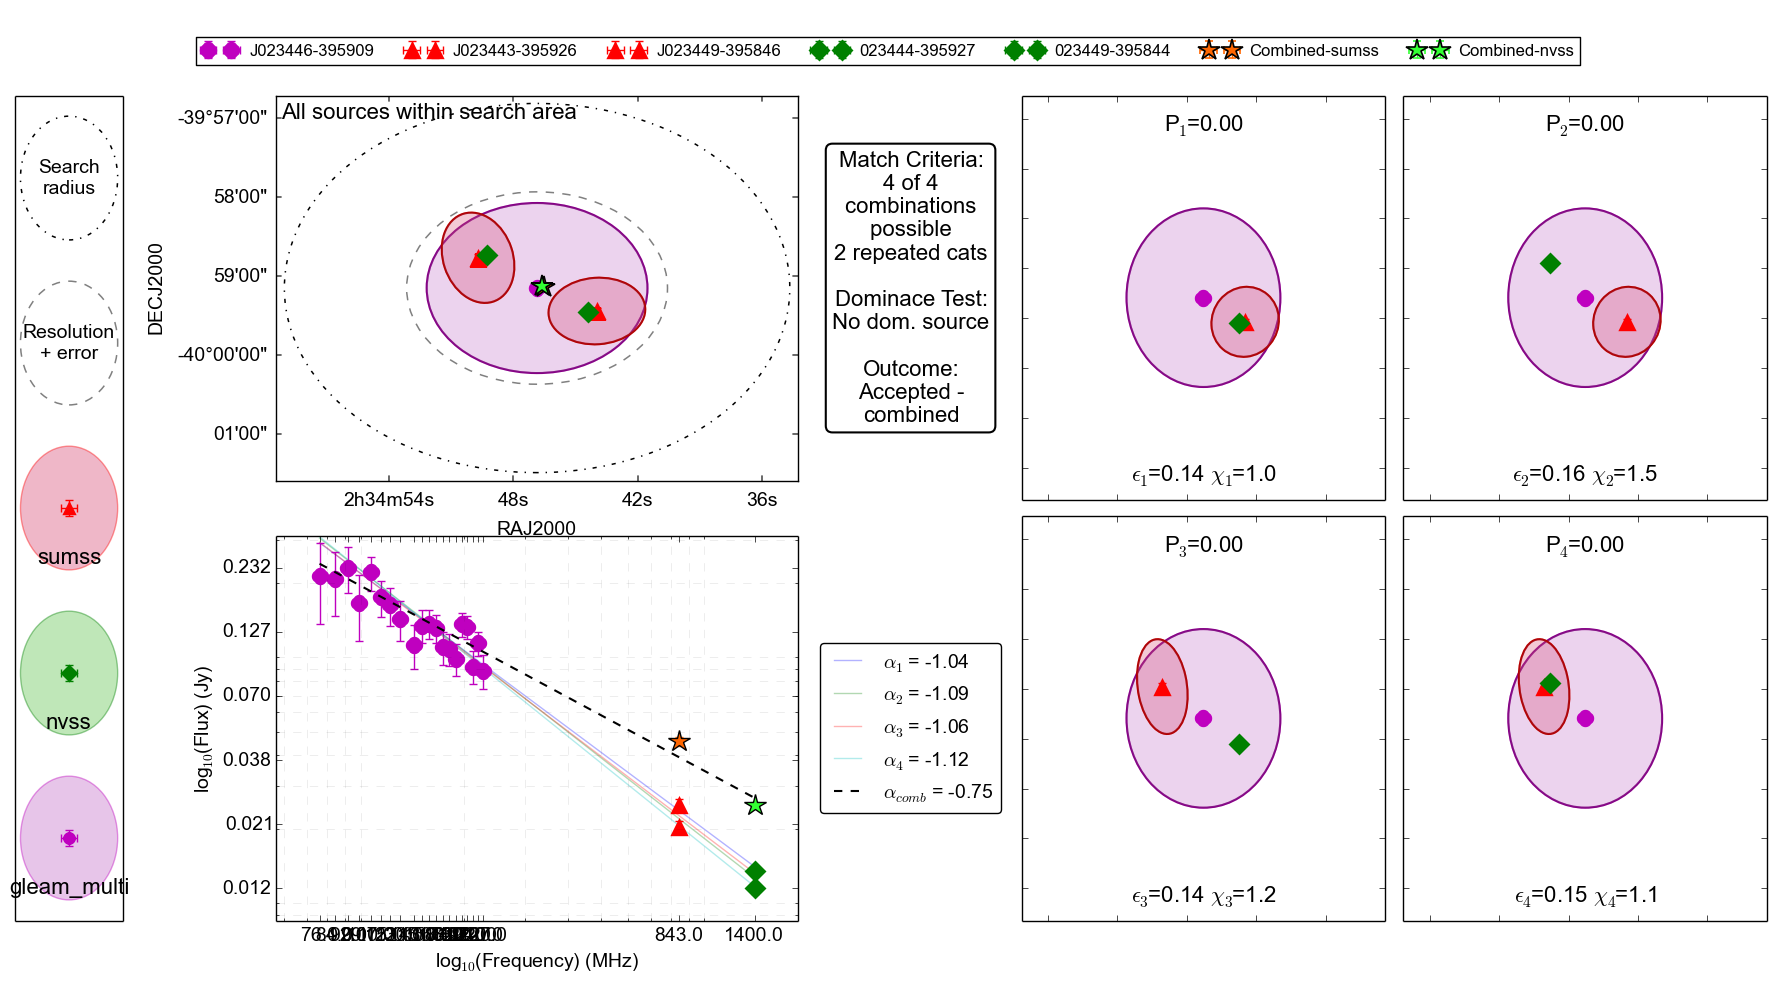 J023446-395909 J023443-395926 J023449-395846 023444-395927 023449-395844 Combined-sumss Combined-nvss
Search
radius
Resolution
+ error
sumss
nvss
gleam_multi
All sources within search area
-39°57'00"
58'00"
59'00"
-40°00'00"
01'00"
DECJ2000
2h34m54s 48s 42s 36s
RAJ2000
Match Criteria:
4 of 4
combinations
possible
2 repeated cats
Dominace Test:
No dom. source
Outcome:
Accepted -
combined
P1=0.00
ϵ1=0.14 χ1=1.0
P2=0.00
ϵ2=0.16 χ2=1.5
P3=0.00
ϵ3=0.14 χ3=1.2
P4=0.00
ϵ4=0.15 χ4=1.1
0.232
0.127
0.070
0.038
0.021
0.012
log10(Flux) (Jy)
843.0 1400.0
log10(Frequency) (MHz)
α1 = -1.04
α2 = -1.09
α3 = -1.06
α4 = -1.12
αcomb = -0.75